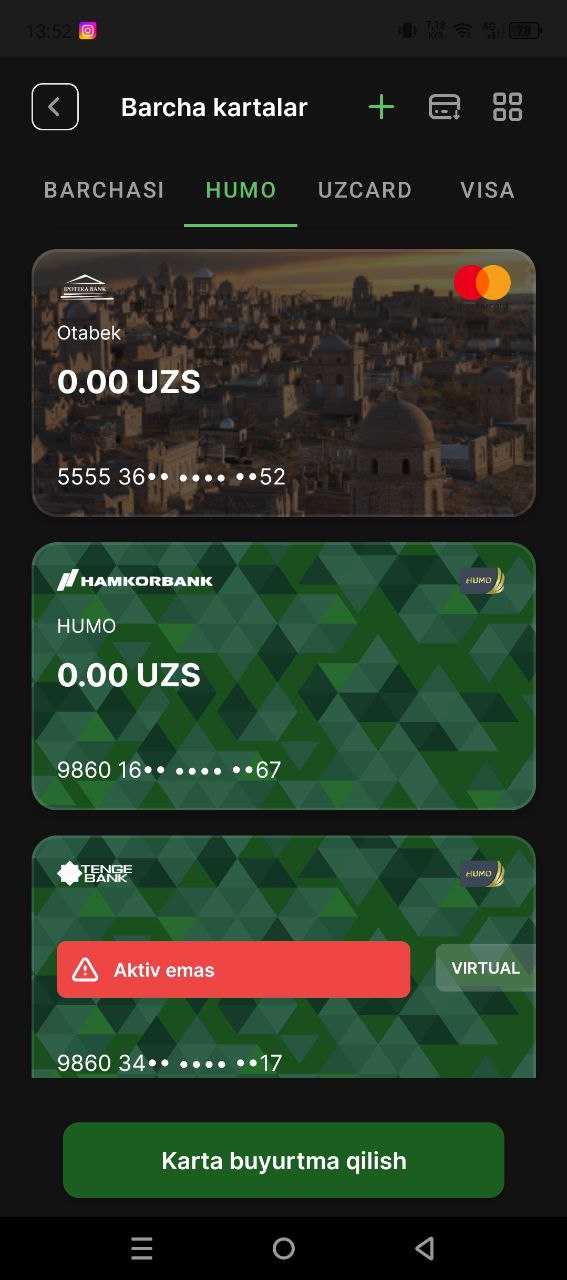 13:52
7,18
K/S
4G
78
Barcha kartalar
BARCHASI HUMO UZCARD VISA
IPOTEKA BANK
mastercard
Otabek
0.00 UZS
5555 36•• •••• ••52
HAMKORBANK
HUMO
HUMO
0.00 UZS
9860 16•• •••• ••67
TENGE
BANK
HUMO
Aktiv emas
VIRTUAL
9860 34•• •••• ••17
Karta buyurtma qilish